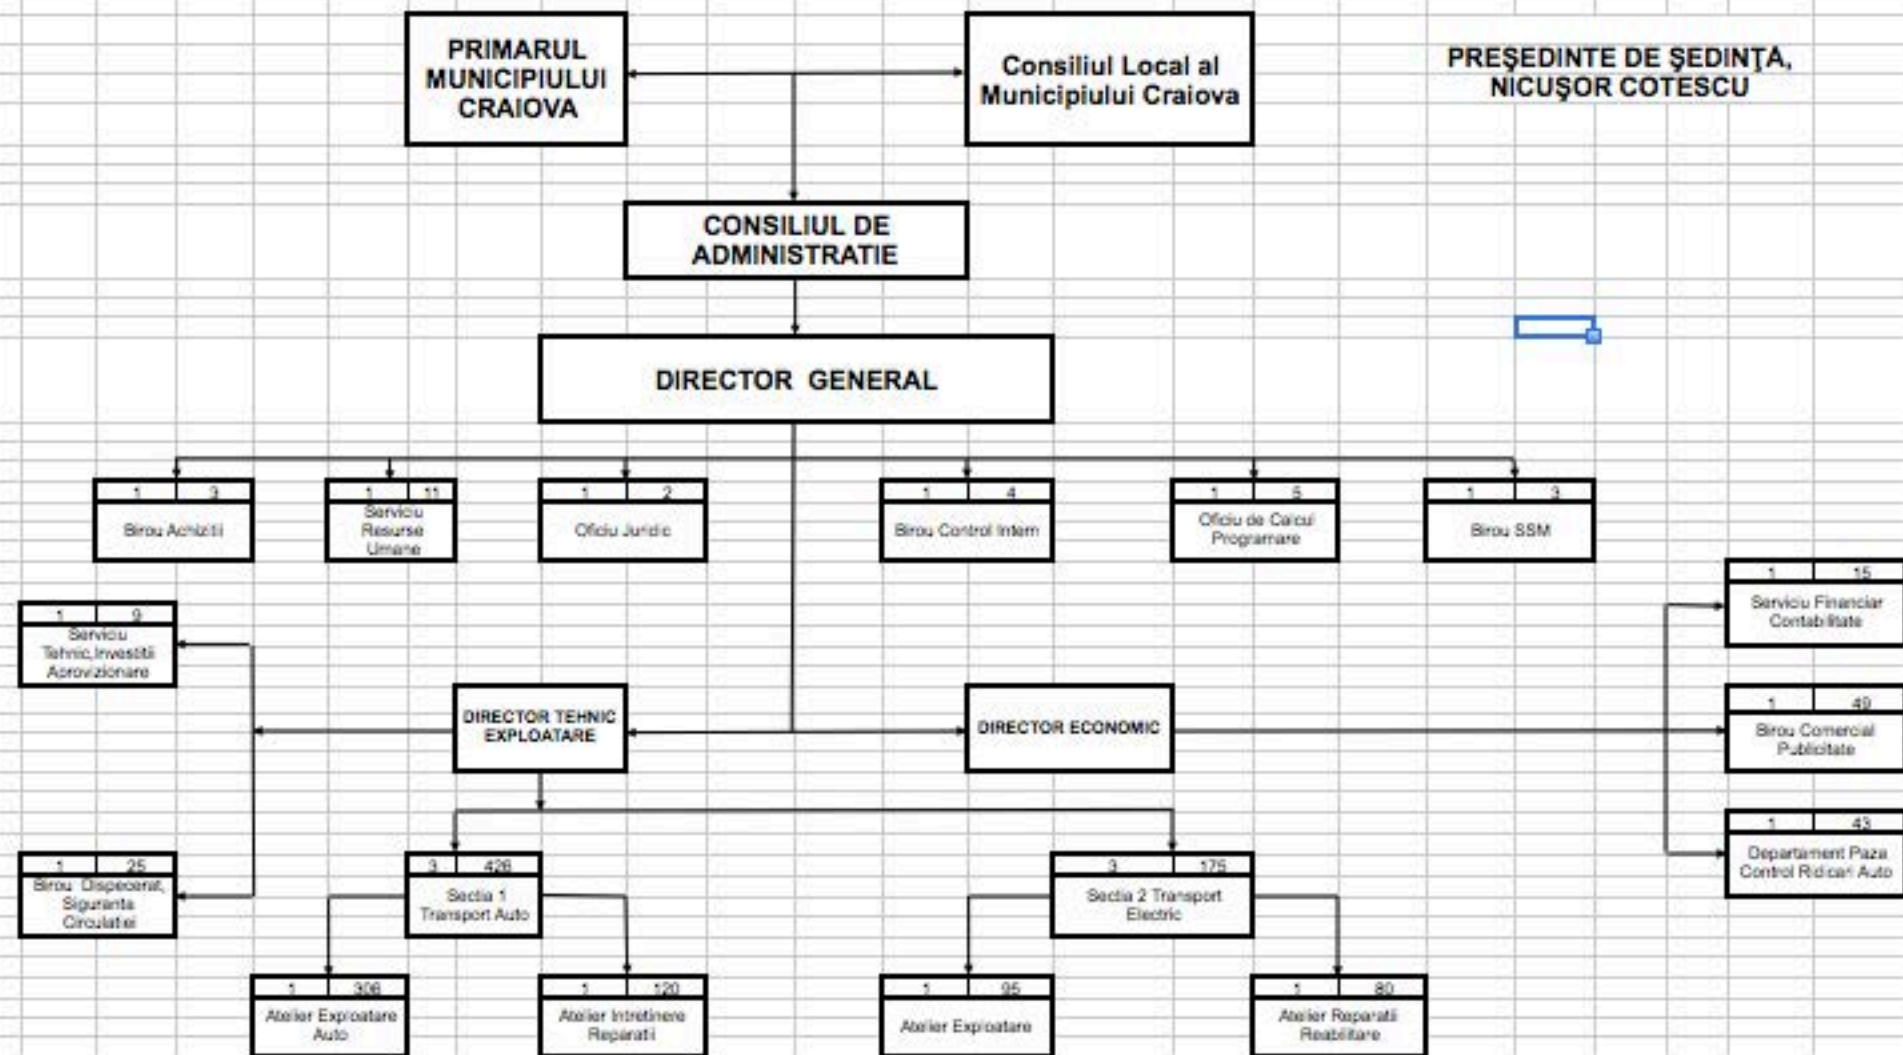 PRIMARUL
MUNICIPIULUI
CRAIOVA
Consiliul Local al
Municipiului Craiova
PREŞEDINTE DE ŞEDINŢĂ,
NICUŞOR COTESCU
CONSILIUL DE
ADMINISTRATIE
DIRECTOR GENERAL
1 3
Birou Achizitii
1 11
Serviciu
Resurse
Umane
1 2
Oficiu Juridic
1 4
Birou Control Intern
1 5
Oficiu de Calcul
Programare
1 3
Birou SSM
1 15
Serviciu Financiar
Contabilitate
1 9
Serviciu
Tehnic,Investitii
Aprovizionare
DIRECTOR TEHNIC
EXPLOATARE
DIRECTOR ECONOMIC
1 49
Birou Comercial
Publicitate
1 43
Departament Paza
Control Ridicari Auto
1 25
Birou Dispecerat,
Siguranta
Circulatiei
3 426
Sectia 1
Transport Auto
3 175
Sectia 2 Transport
Electric
1 306
Atelier Exploatare
Auto
1 120
Atelier Intretinere
Reparatii
1 95
Atelier Exploatare
1 80
Atelier Reparatii
Reabilitare